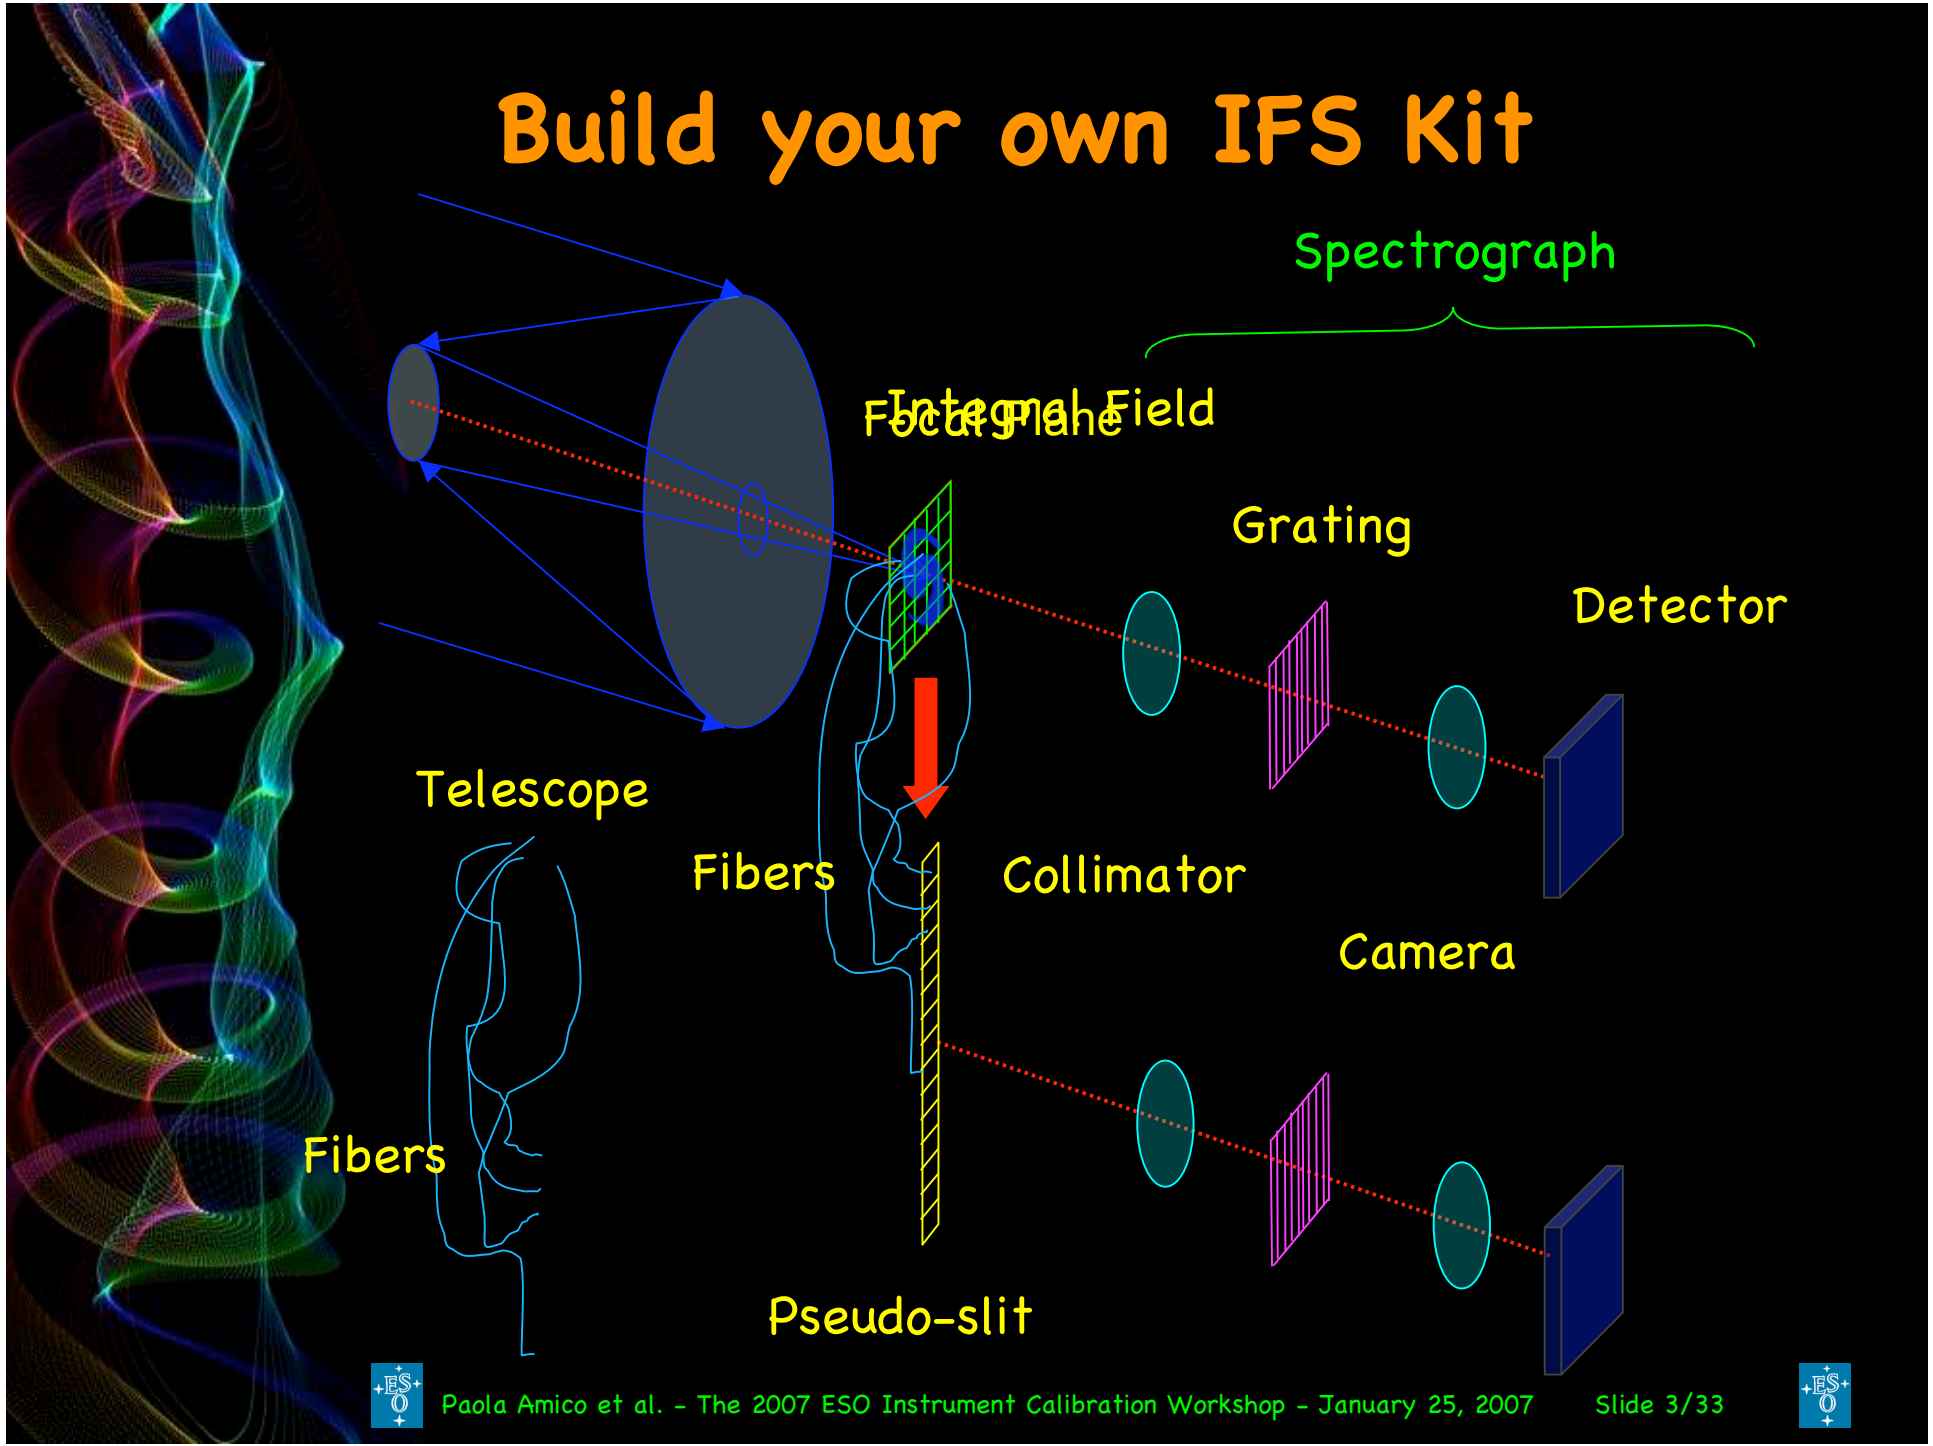 Build your own IFS Kit
Spectrograph
Integral Field
Focal Plane
Grating
Detector
Telescope
Fibers
Collimator
Camera
Fibers
Pseudo-slit
ESO
Paola Amico et al. - The 2007 ESO Instrument Calibration Workshop - January 25, 2007
Slide 3/33
ESO